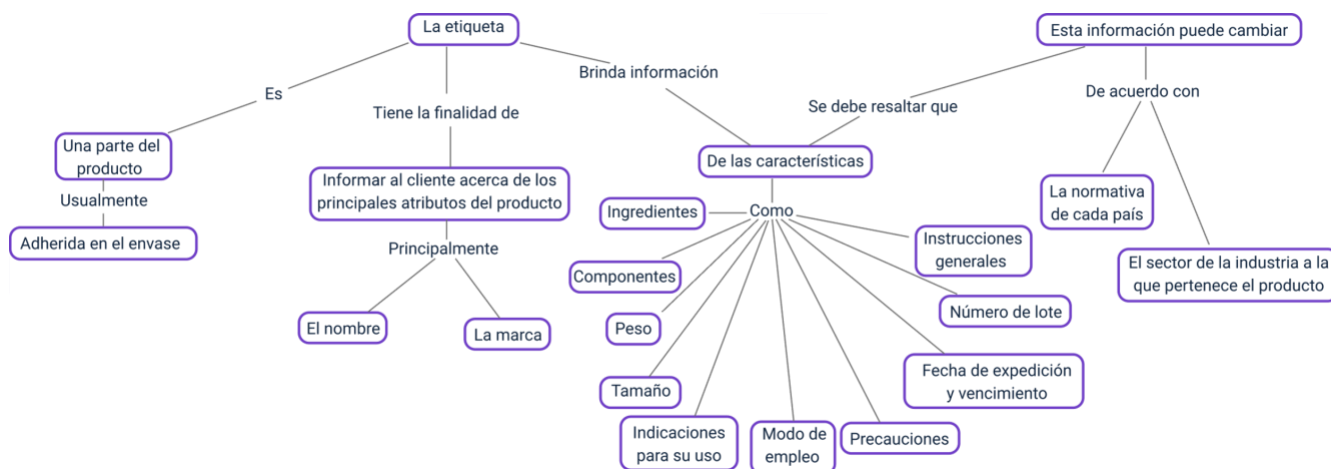 La etiqueta
Es
Una parte del
producto
Usualmente
Adherida en el envase
Tiene la finalidad de
Informar al cliente acerca de los
principales atributos del producto
Principalmente
El nombre
La marca
Brinda información
De las características
Como
Ingredientes
Componentes
Peso
Tamaño
Indicaciones
para su uso
Modo de
empleo
Precauciones
Fecha de expedición
y vencimiento
Número de lote
Instrucciones
generales
Se debe resaltar que
Esta información puede cambiar
De acuerdo con
La normativa
de cada país
El sector de la industria a la
que pertenece el producto